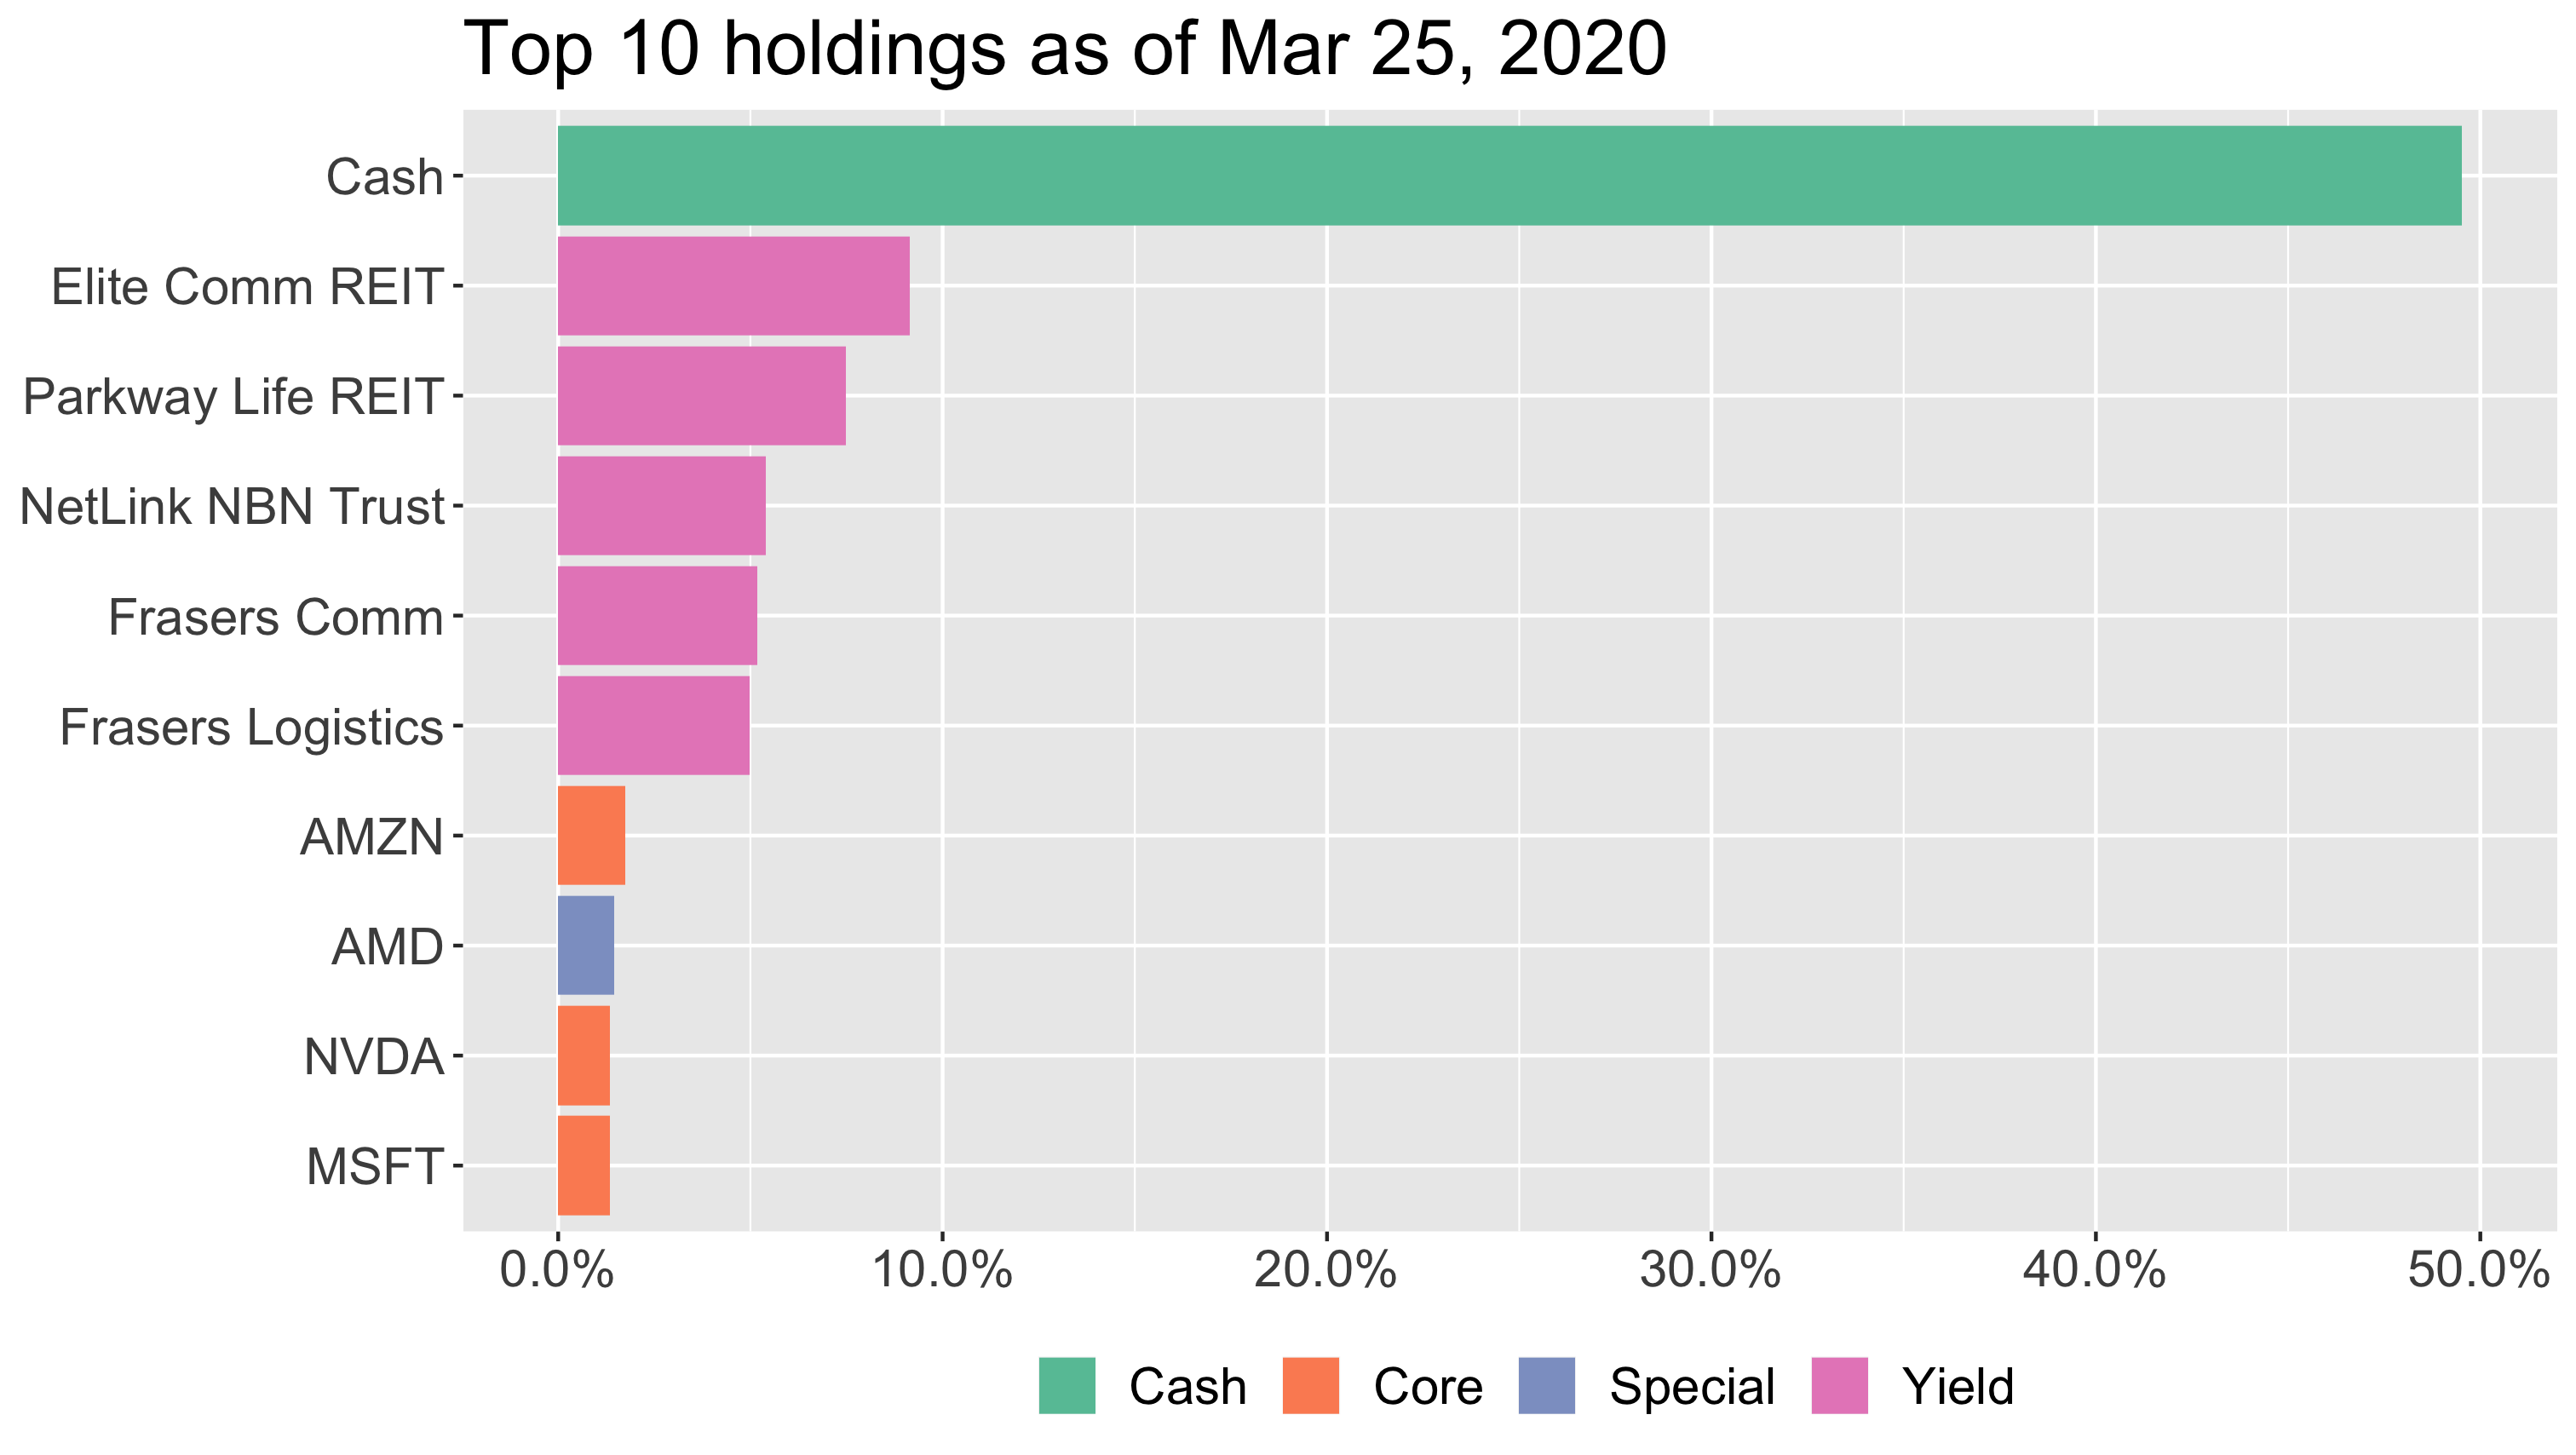 Top 10 holdings as of Mar 25, 2020
Cash
Elite Comm REIT
Parkway Life REIT
NetLink NBN Trust
Frasers Comm
Frasers Logistics
AMZN
AMD
NVDA
MSFT
0.0% 10.0% 20.0% 30.0% 40.0% 50.0%
Cash Core Special Yield